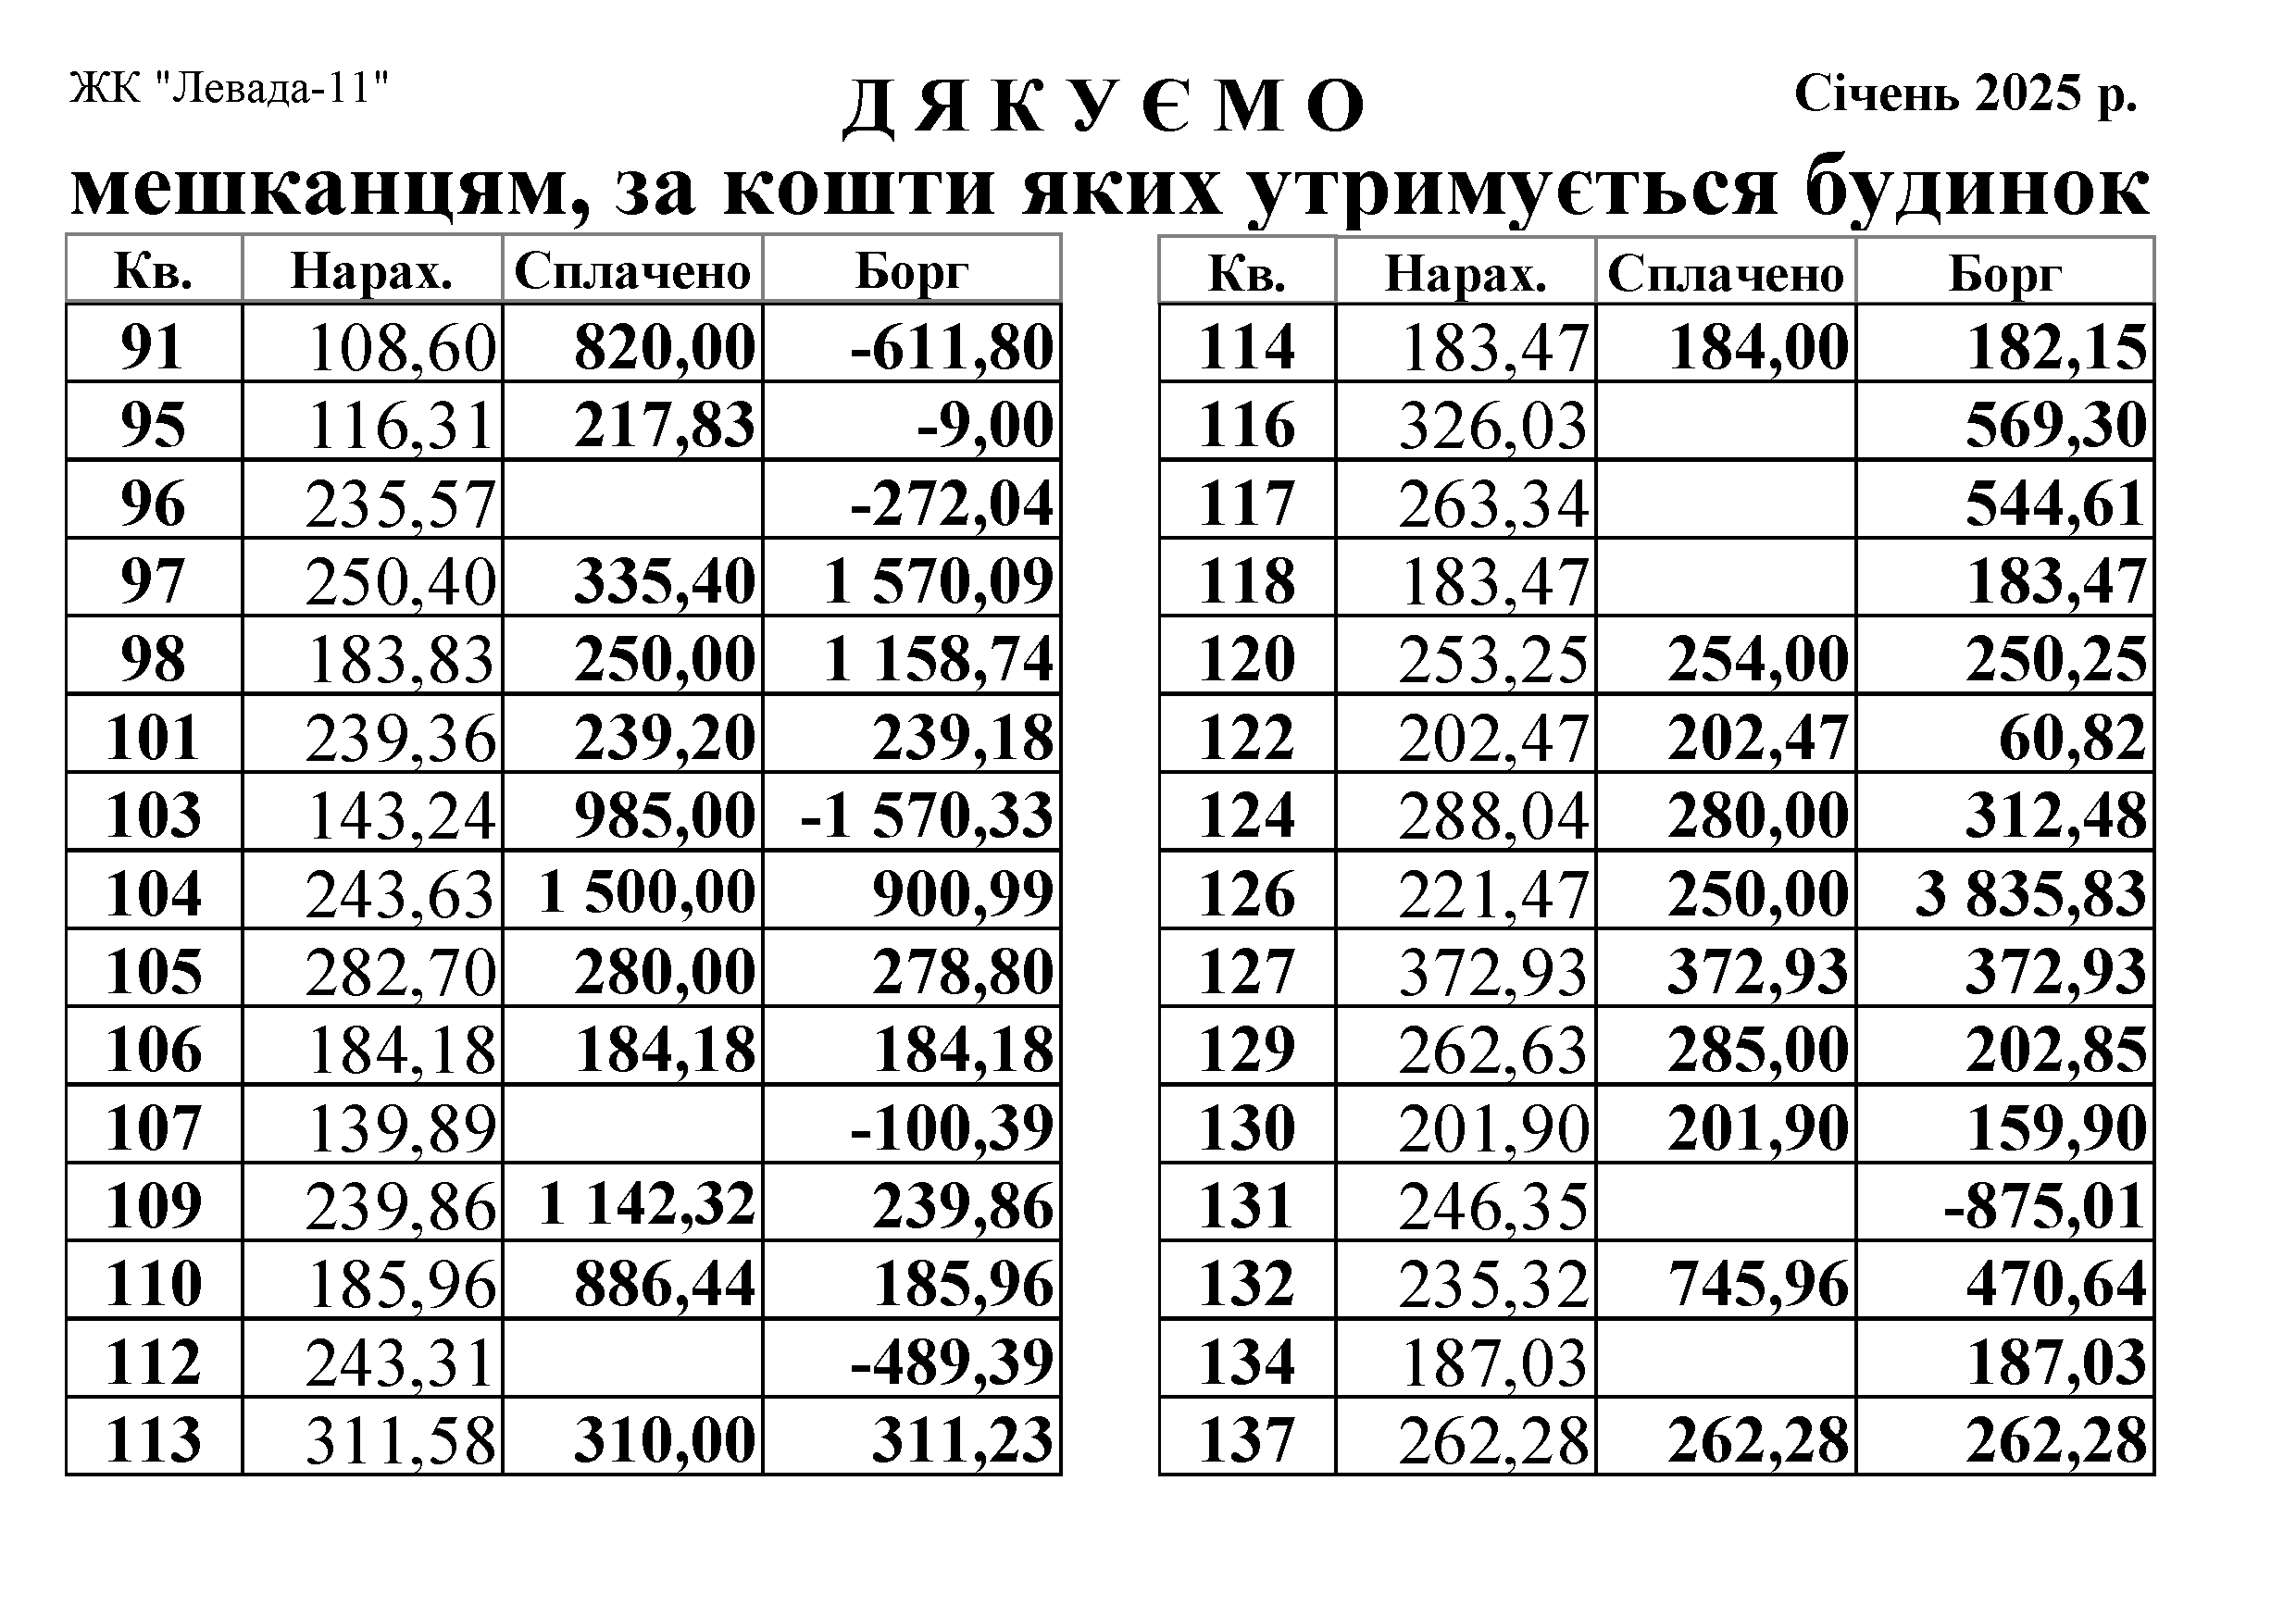 ЖК "Левада-11"
Д Я К У Є М О
Січень 2025 р.
мешканцям, за кошти яких утримується будинок
Кв. Нарах. Сплачено Борг
91 108,60 820,00 -611,80
95 116,31 217,83 -9,00
96 235,57 -272,04
97 250,40 335,40 1 570,09
98 183,83 250,00 1 158,74
101 239,36 239,20 239,18
103 143,24 985,00 -1 570,33
104 243,63 1 500,00 900,99
105 282,70 280,00 278,80
106 184,18 184,18 184,18
107 139,89 -100,39
109 239,86 1 142,32 239,86
110 185,96 886,44 185,96
112 243,31 -489,39
113 311,58 310,00 311,23
Кв. Нарах. Сплачено Борг
114 183,47 184,00 182,15
116 326,03 569,30
117 263,34 544,61
118 183,47 183,47
120 253,25 254,00 250,25
122 202,47 202,47 60,82
124 288,04 280,00 312,48
126 221,47 250,00 3 835,83
127 372,93 372,93 372,93
129 262,63 285,00 202,85
130 201,90 201,90 159,90
131 246,35 -875,01
132 235,32 745,96 470,64
134 187,03 187,03
137 262,28 262,28 262,28